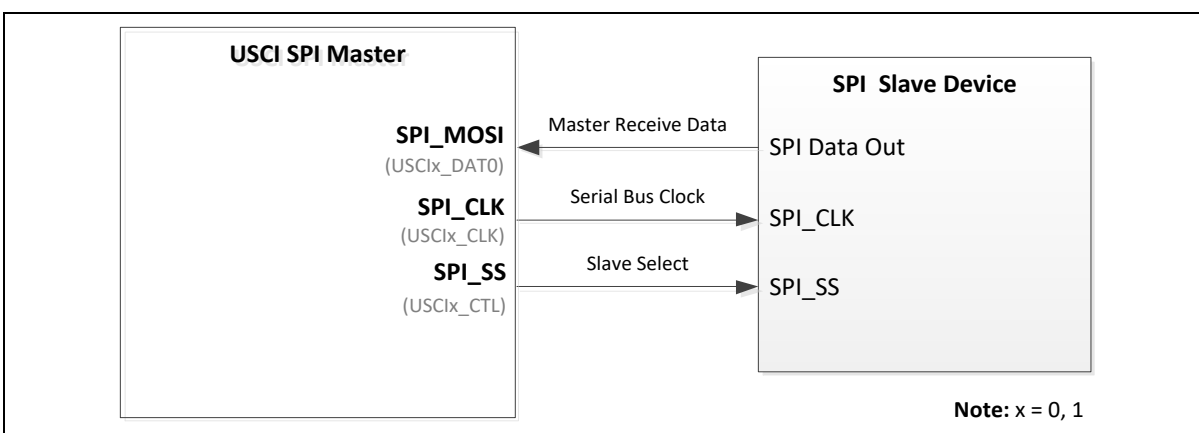 USCI SPI Master
SPI Slave Device
Master Receive Data
SPI_MOSI
(USCIx_DAT0)
SPI Data Out
Serial Bus Clock
SPI_CLK
(USCIx_CLK)
SPI_CLK
Slave Select
SPI_SS
(USCIx_CTL)
SPI_SS
Note: x = 0, 1